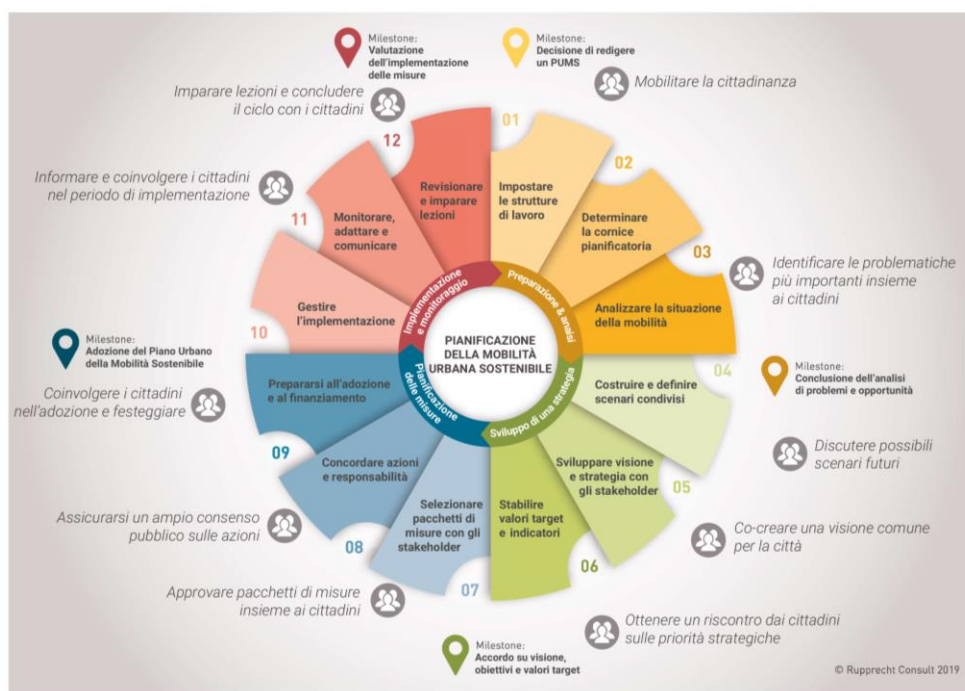 Milestone:
Valutazione
dell'implementazione
delle misure
Milestone:
Decisione di redigere
un PUMS
Mobilitare la cittadinanza
Imparare lezioni e concludere
il ciclo con i cittadini
01
12
02
Informare e coinvolgere i cittadini
nel periodo di implementazione
Revisionare
e imparare
lezioni
Impostare
le strutture
di lavoro
11
Monitorare,
adattare e
comunicare
Determinare
la cornice
pianificatoria
03
Identificare le problematiche
più importanti insieme
ai cittadini
Gestire
l'implementazione
Analizzare la situazione
della mobilità
10
Implementazione
e monitoraggio
Preparazione & anaisi
PIANIFICAZIONE
DELLA MOBILITÀ
URBANA SOSTENIBILE
Pianificazione
delle misure
Sviluppo di una strategia
Milestone:
Adozione del Piano Urbano
della Mobilità Sostenibile
Coinvolgere i cittadini
nell'adozione e festeggiare
Prepararsi all'adozione
e al finanziamento
Costruire e definire
scenari condivisi
04
Milestone:
Conclusione dell'analisi
di problemi e opportunità
09
Concordare azioni
e responsabilità
Sviluppare visione
e strategia con
gli stakeholder
05
Discutere possibili
scenari futuri
Selezionare
pacchetti di
misure con gli
stakeholder
Stabilire
valori target
e indicatori
Assicurarsi un ampio consenso
pubblico sulle azioni
08
07
06
Co-creare una visione comune
per la città
Approvare pacchetti di misure
insieme ai cittadini
Ottenere un riscontro dai cittadini
sulle priorità strategiche
Milestone:
Accordo su visione,
obiettivi e valori target
© Rupprecht Consult 2019